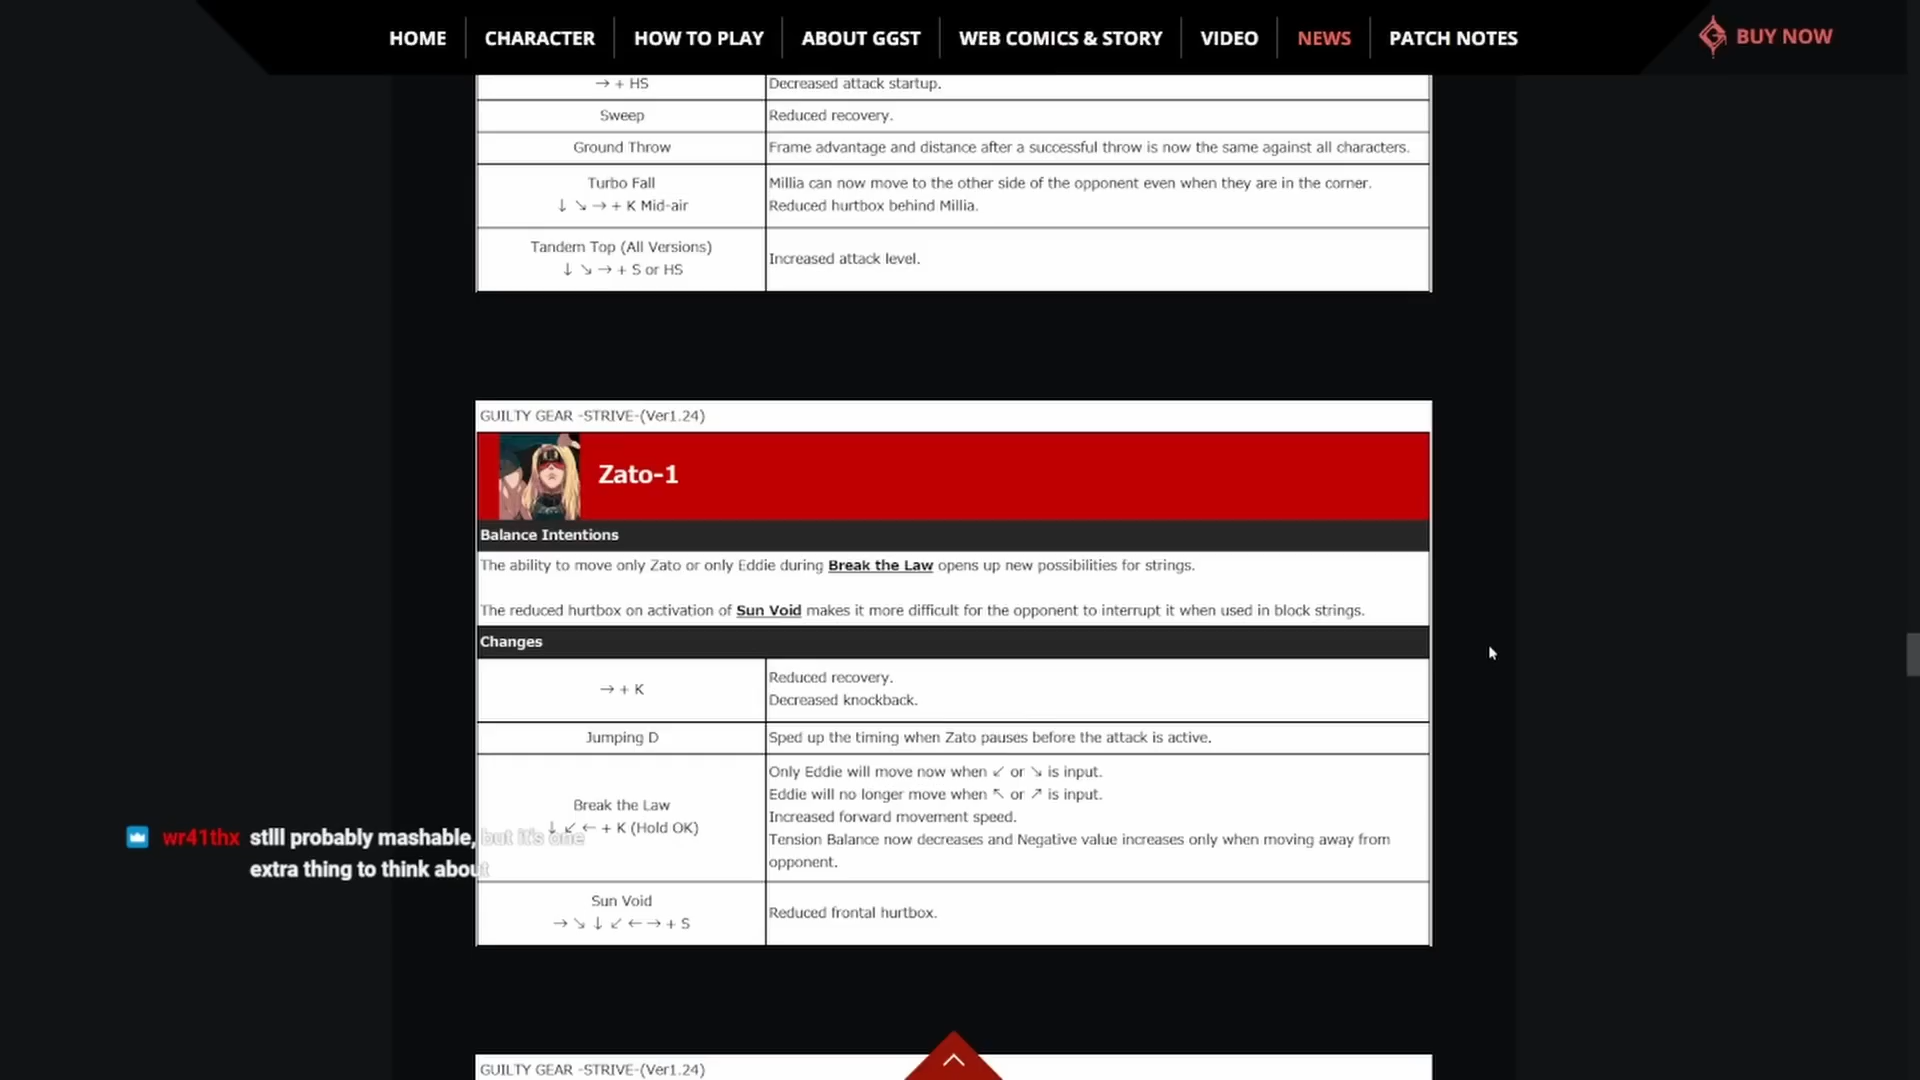 HOME CHARACTER HOW TO PLAY ABOUT GGST WEB COMICS & STORY VIDEO NEWS PATCH NOTES BUY NOW
→ + HS Decreased attack startup.
Sweep Reduced recovery.
Ground Throw Frame advantage and distance after a successful throw is now the same against all characters.
Turbo Fall
↓ ↘ → + K Mid-air
Millia can now move to the other side of the opponent even when they are in the corner.
Reduced hurtbox behind Millia.
Tandem Top (All Versions)
↓ ↘ → + S or HS
Increased attack level.
GUILTY GEAR -STRIVE-(Ver1.24)
Zato-1
Balance Intentions
The ability to move only Zato or only Eddie during Break the Law opens up new possibilities for strings.
The reduced hurtbox on activation of Sun Void makes it more difficult for the opponent to interrupt it when used in block strings.
Changes
→ + K
Reduced recovery.
Decreased knockback.
Jumping D Sped up the timing when Zato pauses before the attack is active.
Break the Law
↓ ↙ ← + K (Hold OK)
Only Eddie will move now when ↙ or ↘ is input.
Eddie will no longer move when ↖ or ↗ is input.
Increased forward movement speed.
Tension Balance now decreases and Negative value increases only when moving away from
opponent.
wr41thx stlll probably mashable, but it's one
extra thing to think about
Sun Void
→ ↘ ↓ ↙ ← → + S
Reduced frontal hurtbox.
GUILTY GEAR -STRIVE-(Ver1.24)